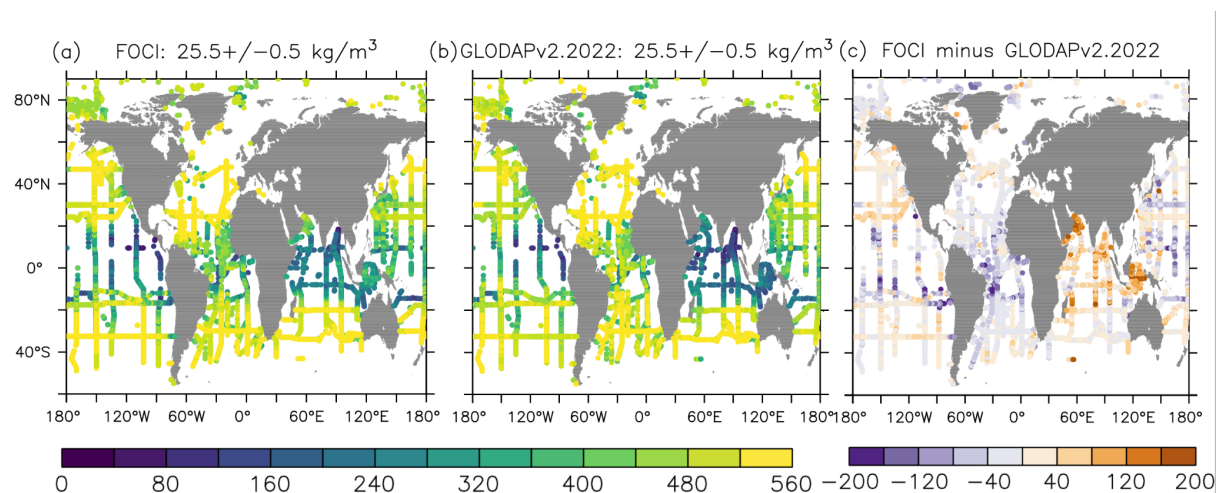 (a) FOCI: 25.5+/-0.5 kg/m³
(b) GLODAPv2.2022: 25.5+/-0.5 kg/m³
(c) FOCI minus GLODAPv2.2022
80°N
40°N
0°
40°S
180° 120°W 60°W 0° 60°E 120°E 180°
180° 120°W 60°W 0° 60°E 120°E 180°
180° 120°W 60°W 0° 60°E 120°E 180°
0 80 160 240 320 400 480 560
-200 -120 -40 40 120 200